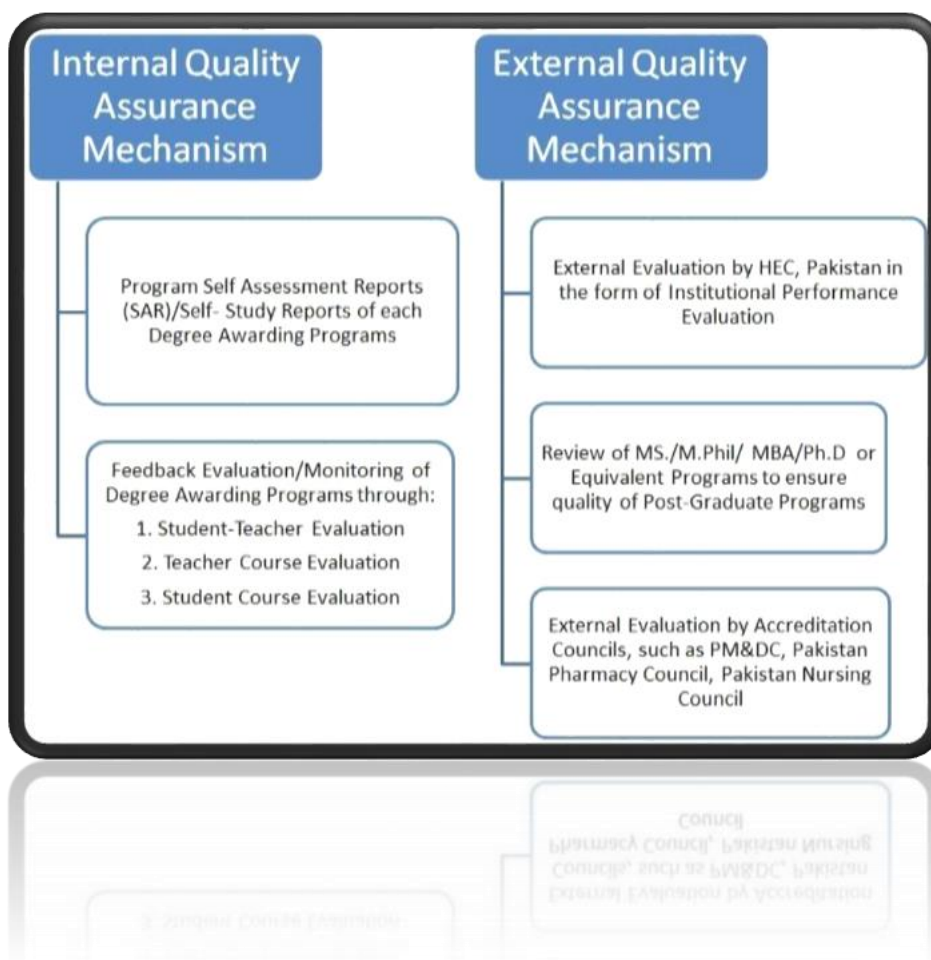 Internal Quality
Assurance
Mechanism
Program Self Assessment Reports
(SAR)/Self- Study Reports of each
Degree Awarding Programs
Feedback Evaluation/Monitoring of
Degree Awarding Programs through:
1. Student-Teacher Evaluation
2. Teacher Course Evaluation
3. Student Course Evaluation
External Quality
Assurance
Mechanism
External Evaluation by HEC, Pakistan in
the form of Institutional Performance
Evaluation
Review of MS./M.Phil/ MBA/Ph.D or
Equivalent Programs to ensure
quality of Post-Graduate Programs
External Evaluation by Accreditation
Councils, such as PM&DC, Pakistan
Pharmacy Council, Pakistan Nursing
Council